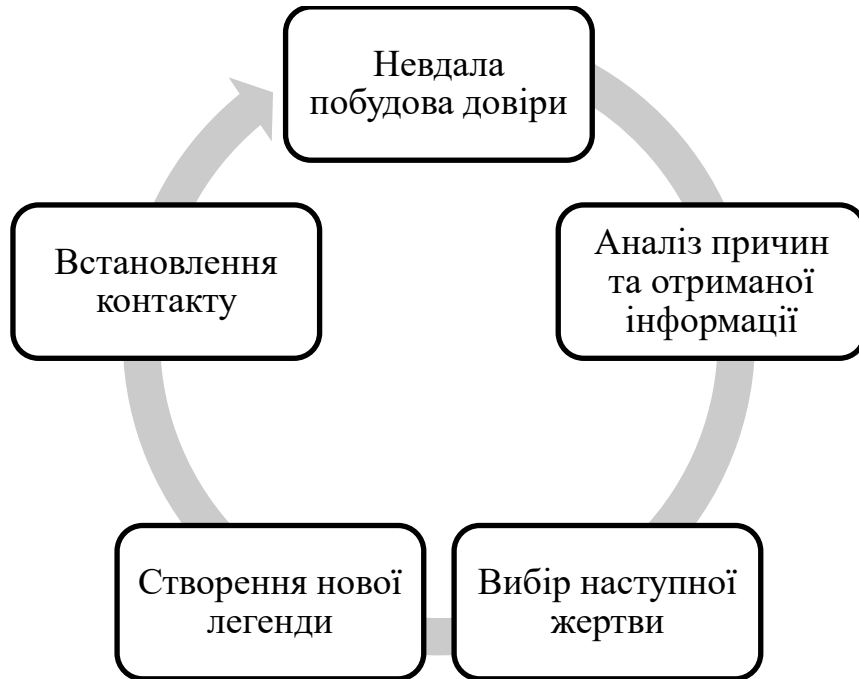 Невдала
побудова довіри
Аналіз причин
та отриманої
інформації
Вибір наступної
жертви
Створення нової
легенди
Встановлення
контакту